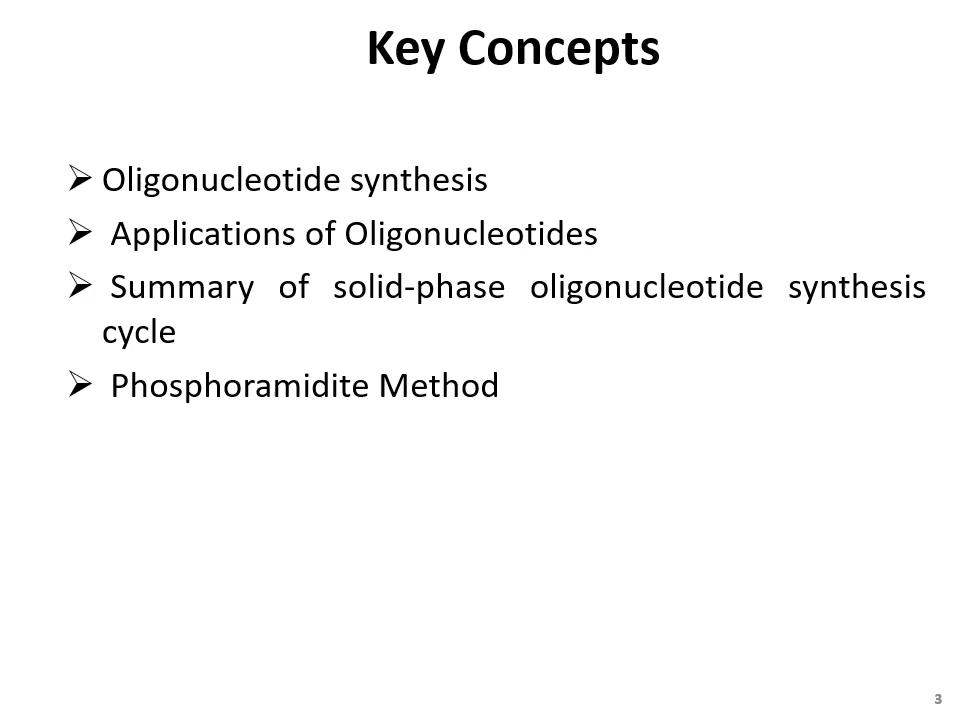 Key Concepts
➢ Oligonucleotide synthesis
➢ Applications of Oligonucleotides
➢ Summary of solid-phase oligonucleotide synthesis
cycle
➢ Phosphoramidite Method
3